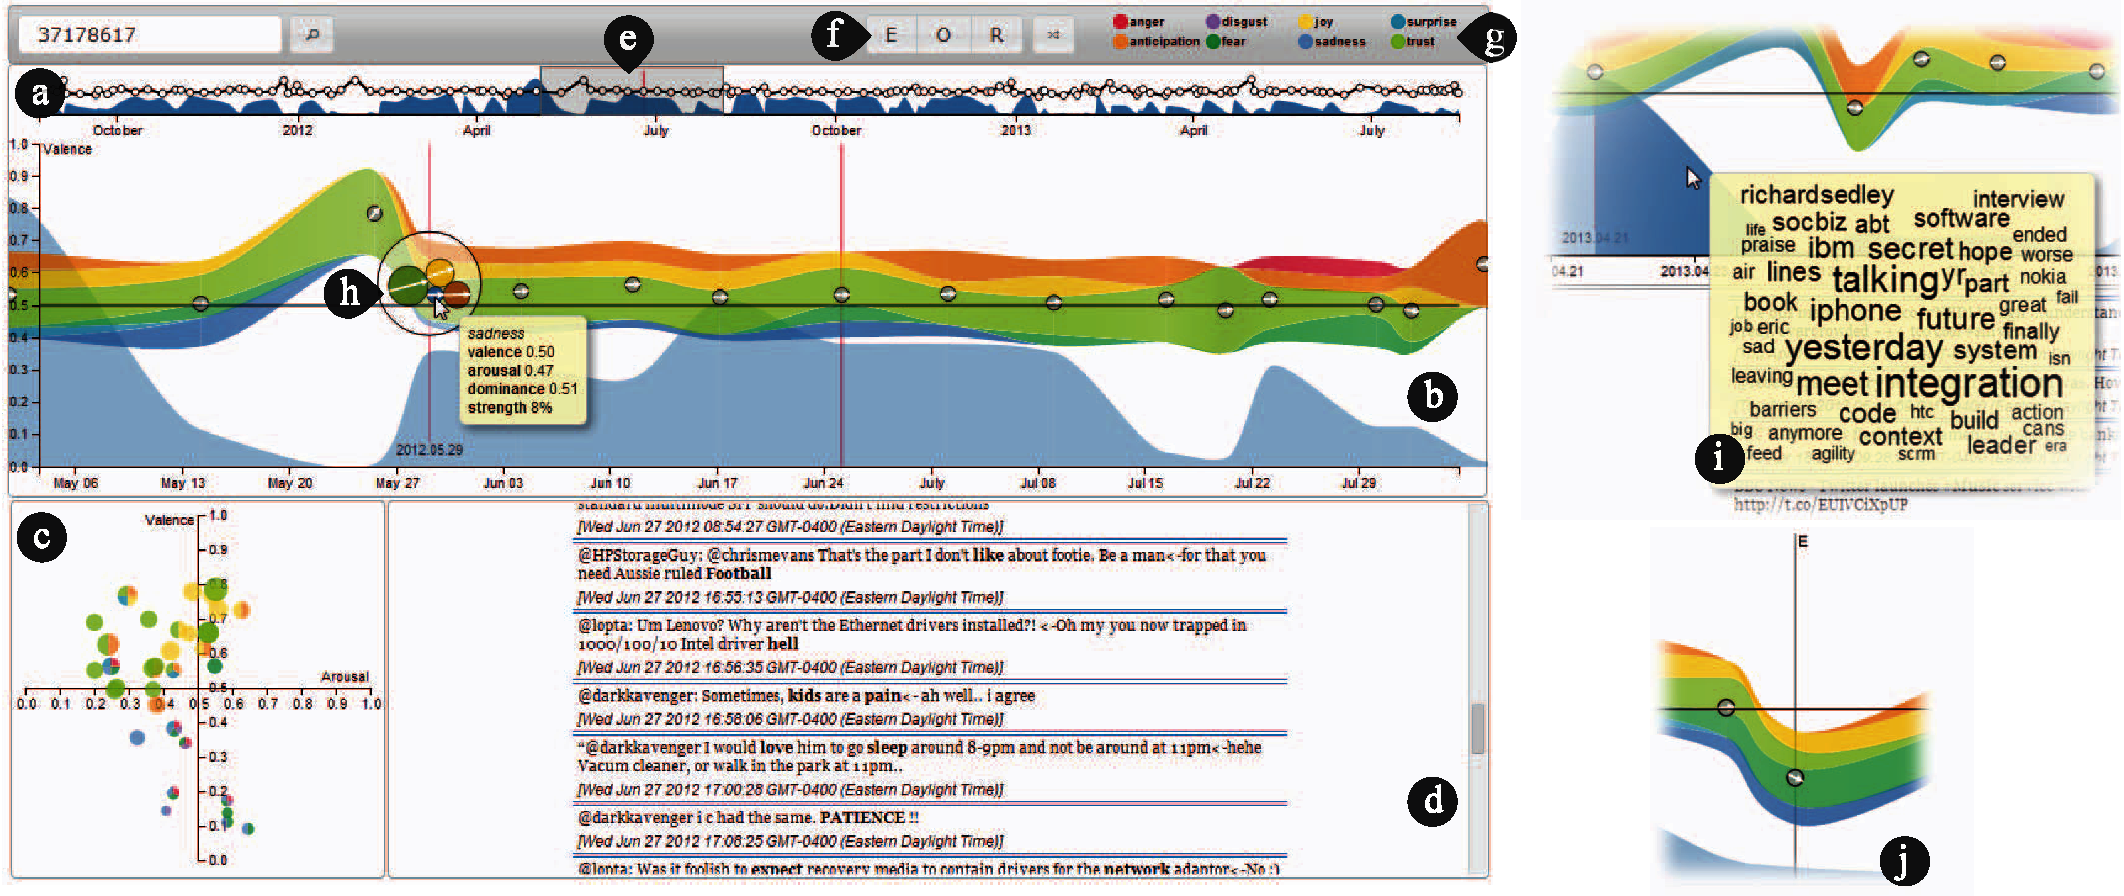 37178617
E O R
anger disgust joy surprise
anticipation fear sadness trust
f
e
g
a
October 2012 April July October 2013 April July
1.0 Valence
0.9
0.8
0.7
0.6
0.5
0.4
0.3
0.2
0.1
0.0
h
sadness
valence 0.50
arousal 0.47
dominance 0.51
strength 8%
2012.05.29
b
May 06 May 13 May 20 May 27 Jun 03 Jun 10 Jun 17 Jun 24 July Jul 08 Jul 15 Jul 22 Jul 29
c
Valence
1.0
0.9
0.8
0.7
0.6
0.5
Arousal
0.0 0.1 0.2 0.3 0.4 0.5 0.6 0.7 0.8 0.9 1.0
0.4
0.3
0.2
0.1
0.0
standard multimode SFP should do.Didn't find restrictions
[Wed Jun 27 2012 08:54:27 GMT-0400 (Eastern Daylight Time)]
@HPStorageGuy: @chrismevans That's the part I don't like about footie, Be a man<-for that you
need Aussie ruled Football
[Wed Jun 27 2012 16:55:13 GMT-0400 (Eastern Daylight Time)]
@lopta: Um Lenovo? Why aren't the Ethernet drivers installed?! <-Oh my you now trapped in
1000/100/10 Intel driver hell
[Wed Jun 27 2012 16:56:35 GMT-0400 (Eastern Daylight Time)]
@darkkavenger: Sometimes, kids are a pain<-ah well.. i agree
[Wed Jun 27 2012 16:58:06 GMT-0400 (Eastern Daylight Time)]
"@darkkavenger I would love him to go sleep around 8-9pm and not be around at 11pm<-hehe
Vacum cleaner, or walk in the park at 11pm..
[Wed Jun 27 2012 17:00:28 GMT-0400 (Eastern Daylight Time)]
@darkkavenger i c had the same. PATIENCE !!
[Wed Jun 27 2012 17:06:25 GMT-0400 (Eastern Daylight Time)]
@lopta: Was it foolish to expect recovery media to contain drivers for the network adaptor<-No :)
d
2013.04.21
04.21 2013.04 2013
richardsedley interview
life socbiz abt software ended
praise ibm secret hope worse
air lines talking yr part nokia
book iphone future great fail
job eric finally
sad yesterday system isn
leaving meet integration
barriers code htc build action
big anymore context leader cans
feed agility scrm era
i
http://t.co/EUIVCiXpUP
E
j